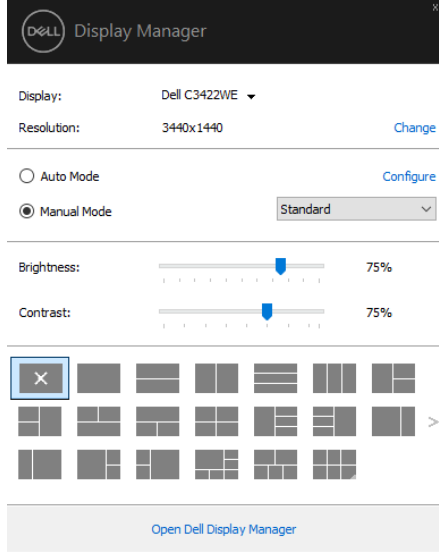 DELL Display Manager
x
Display: Dell C3422WE
Resolution: 3440x1440 Change
Auto Mode Configure
Manual Mode Standard
Brightness: 75%
Contrast: 75%
Open Dell Display Manager